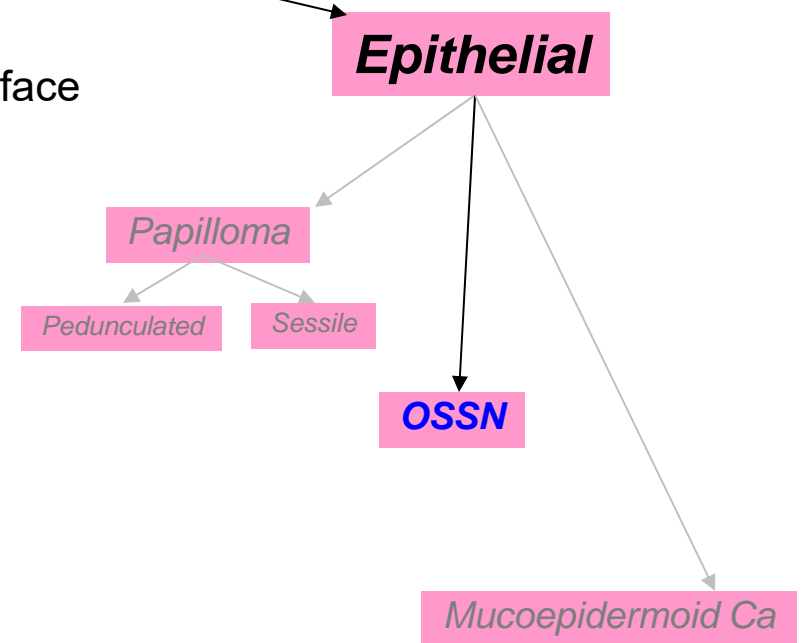 Epithelial
face
Papilloma
Pedunculated
Sessile
OSSN
Mucoepidermoid Ca